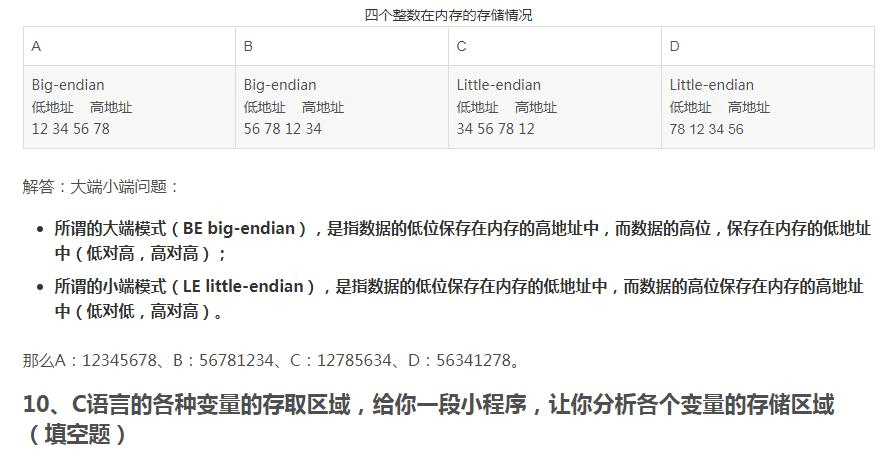 四个整数在内存的存储情况
A B C D
Big-endian Big-endian Little-endian Little-endian
低地址 高地址 低地址 高地址 低地址 高地址 低地址 高地址
12 34 56 78 56 78 12 34 34 56 78 12 78 12 34 56
解答：大端小端问题：
• 所谓的大端模式（BE big-endian），是指数据的低位保存在内存的高地址中，而数据的高位，保存在内存的低地址
中（低对高，高对高）；
• 所谓的小端模式（LE little-endian），是指数据的低位保存在内存的低地址中，而数据的高位保存在内存的高地址
中（低对低，高对高）。
那么A：12345678、B：56781234、C：12785634、D：56341278。
10、C语言的各种变量的存取区域，给你一段小程序，让你分析各个变量的存储区域
（填空题）